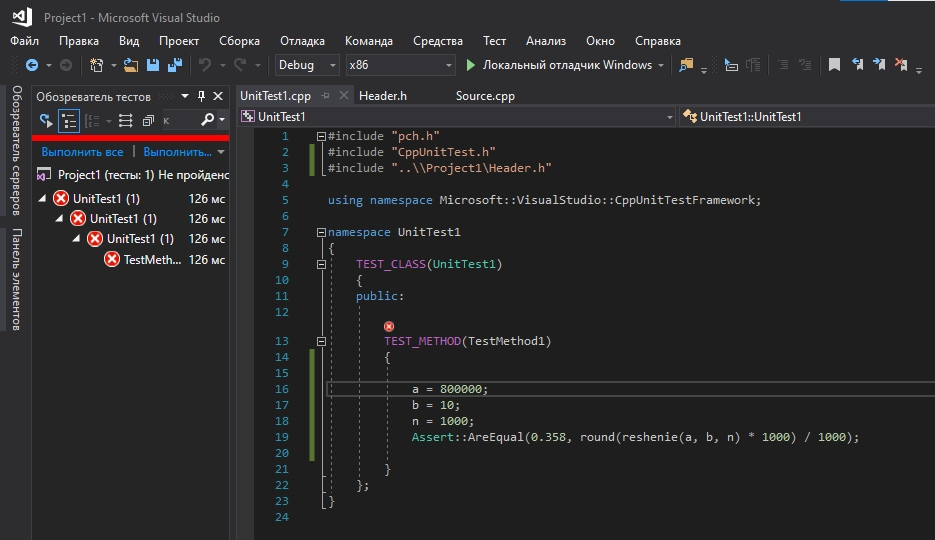 Project1 - Microsoft Visual Studio
Файл Правка Вид Проект Сборка Отладка Команда Средства Тест Анализ Окно Справка
Debug x86 Локальный отладчик Windows
Обозреватель серверов
Панель элементов
Обозреватель тестов
к
Выполнить все Выполнить...
Project1 (тесты: 1) Не пройденс
UnitTest1 (1) 126 мс
UnitTest1 (1) 126 мс
UnitTest1 (1) 126 мс
TestMeth... 126 мс
UnitTest1.cpp Header.h Source.cpp
UnitTest1 UnitTest1::UnitTest1
1 #include "pch.h"
2 #include "CppUnitTest.h"
3 #include "..\\Project1\Header.h"
4
5 using namespace Microsoft::VisualStudio::CppUnitTestFramework;
6
7 namespace UnitTest1
8 {
9 TEST_CLASS(UnitTest1)
10 {
11 public:
12
13 TEST_METHOD(TestMethod1)
14 {
15
16 a = 800000;
17 b = 10;
18 n = 1000;
19 Assert::AreEqual(0.358, round(reshenie(a, b, n) * 1000) / 1000);
20
21 }
22 };
23 }
24